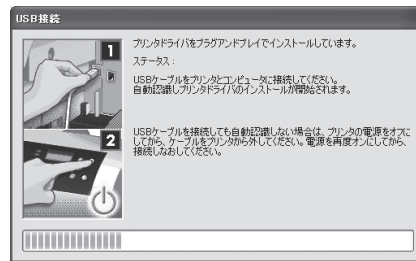 USB接続
1
プリンタドライバをプラグアンドプレイでインストールしています。
ステータス：
USBケーブルをプリンタとコンピュータに接続してください。
自動認識しプリンタドライバのインストールが開始されます。
2
USBケーブルを接続しても自動認識しない場合は、プリンタの電源をオフに
してから、ケーブルをプリンタから外してください。電源を再度オンにしてから、
接続しなおしてください。